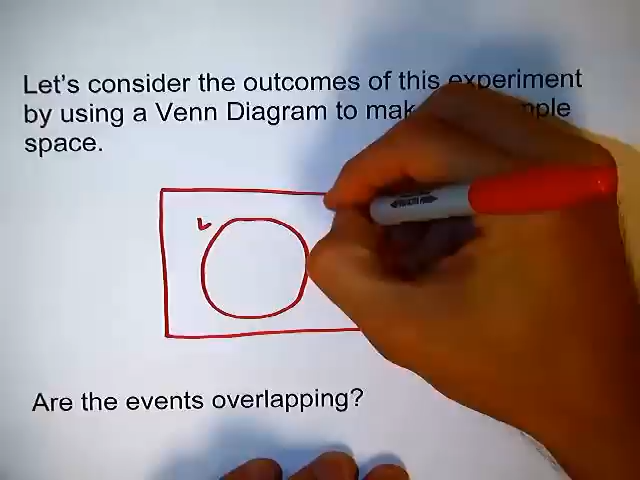 Let's consider the outcomes of this experiment
by using a Venn Diagram to mak
space.
Are the events overlapping?